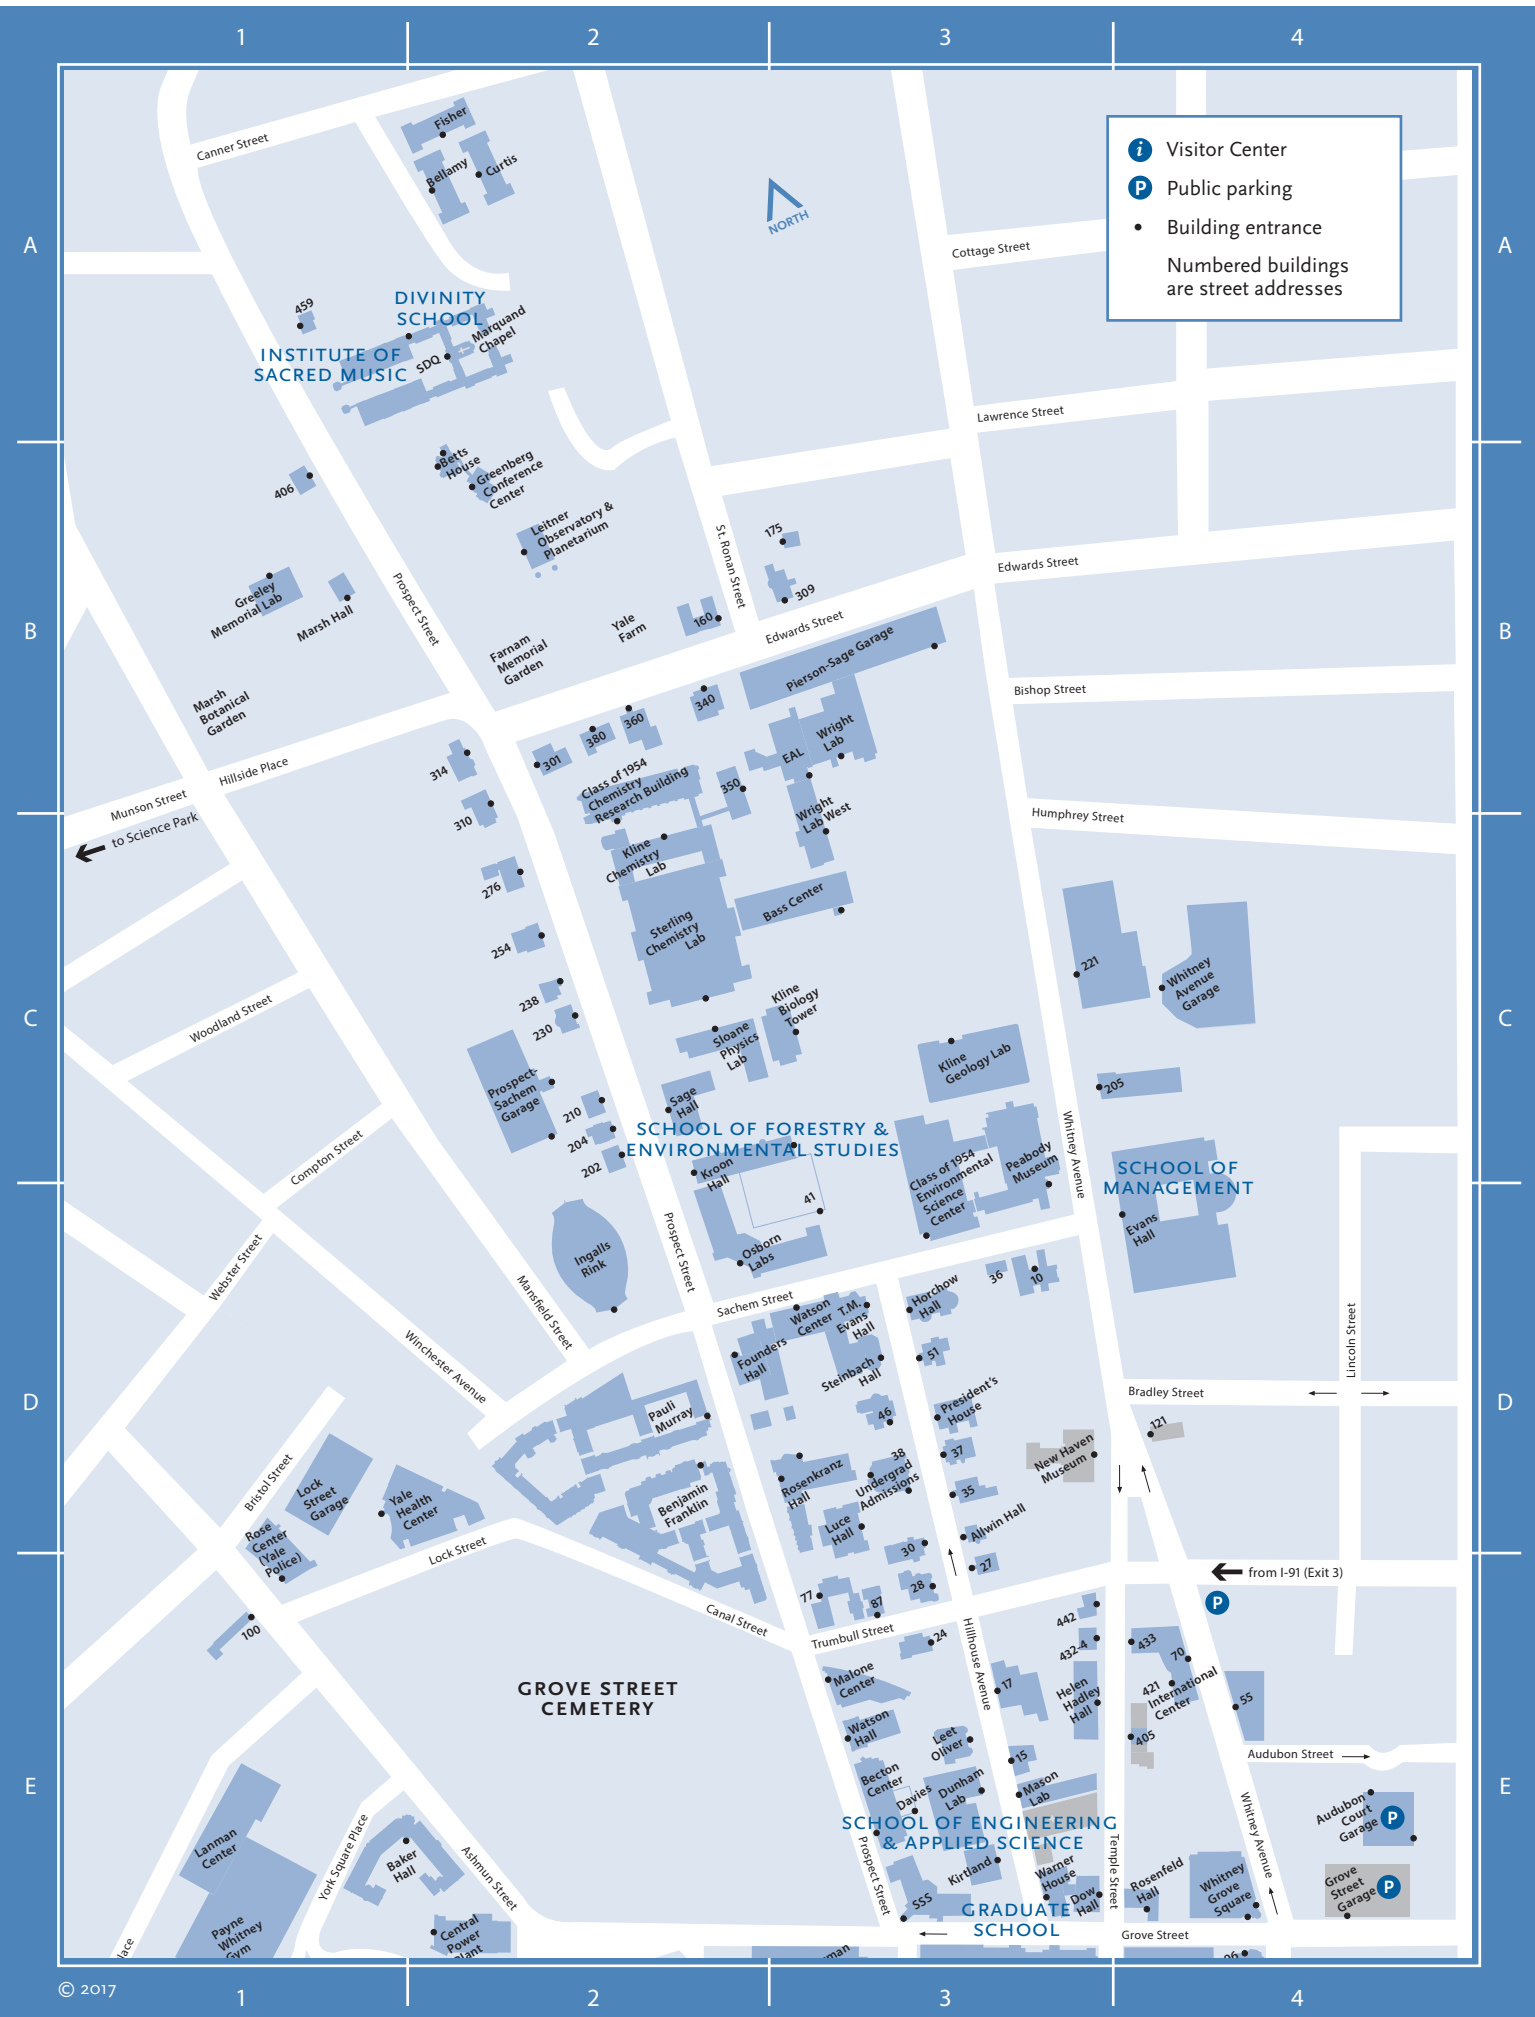 1
2
3
4
A
A
Visitor Center
Public parking
Building entrance
Numbered buildings
are street addresses
NORTH
Canner Street
Fisher
Bellamy
Curtis
Cottage Street
459
DIVINITY
SCHOOL
Marquand
Chapel
SDQ
INSTITUTE OF
SACRED MUSIC
Lawrence Street
Betts
House
Greenberg
Conference
Center
406
Leitner
Observatory &
Planetarium
175
St. Ronan Street
309
Edwards Street
Edwards Street
Prospect Street
Greeley
Memorial Lab
Marsh Hall
B
B
160
Yale
Farm
Farnam
Memorial
Garden
Pierson-Sage Garage
Bishop Street
Marsh
Botanical
Garden
340
360
380
301
314
Wright
Lab
EAL
Hillside Place
Munson Street
to Science Park
Class of 1954
Chemistry
Research Building
350
310
Wright
Lab West
Humphrey Street
Kline
Chemistry
Lab
276
Bass Center
Sterling
Chemistry
Lab
254
221
Whitney
Avenue
Garage
238
230
C
C
Woodland Street
Kline
Biology
Tower
Sloane
Physics
Lab
Kline
Geology Lab
205
Prospect-
Sachem
Garage
Sage
Hall
210
204
202
SCHOOL OF FORESTRY &
ENVIRONMENTAL STUDIES
Whitney Avenue
Compton Street
Kroon
Hall
41
Class of 1954
Environmental
Science
Center
Peabody
Museum
SCHOOL OF
MANAGEMENT
Evans
Hall
Prospect Street
Osborn
Labs
Ingalls
Rink
Webster Street
Mansfield Street
Sachem Street
36
10
Horchow
Hall
Watson
Center
T.M.
Evans
Hall
Founders
Hall
Steinbach
Hall
51
Winchester Avenue
Lincoln Street
Bradley Street
D
D
Pauli
Murray
46
President's
House
121
New Haven
Museum
37
38
Undergrad
Admissions
Rosenkranz
Hall
35
Bristol Street
Lock
Street
Garage
Yale
Health
Center
Benjamin
Franklin
Luce
Hall
Allwin Hall
Rose
Center
(Yale
Police)
Lock Street
30
27
from I-91 (Exit 3)
P
28
77
87
100
Canal Street
Trumbull Street
24
Hillhouse Avenue
442
432-4
433
70
421
International
Center
Malone
Center
17
Helen
Hadley
Hall
55
GROVE STREET
CEMETERY
Watson
Hall
Leet
Oliver
405
15
Audubon Street
E
E
Becton
Center
Davies
Dunham
Lab
Mason
Lab
Whitney Avenue
Audubon
Court
Garage
P
SCHOOL OF ENGINEERING
& APPLIED SCIENCE
Lanman
Center
York Square Place
Baker
Hall
Ashmun Street
Prospect Street
Kirtland
Warner
House
Temple Street
Dow
Hall
Rosenfeld
Hall
Whitney
Grove
Square
Grove
Street
Garage
P
SSS
GRADUATE
SCHOOL
Payne
Whitney
Gym
Central
Power
Plant
Grove Street
© 2017
1
2
3
4